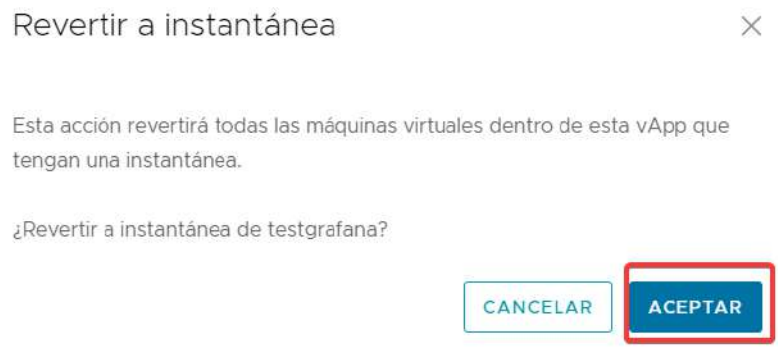 Revertir a instantánea
Esta acción revertirá todas las máquinas virtuales dentro de esta vApp que
tengan una instantánea.
¿Revertir a instantánea de testgrafana?
CANCELAR
ACEPTAR